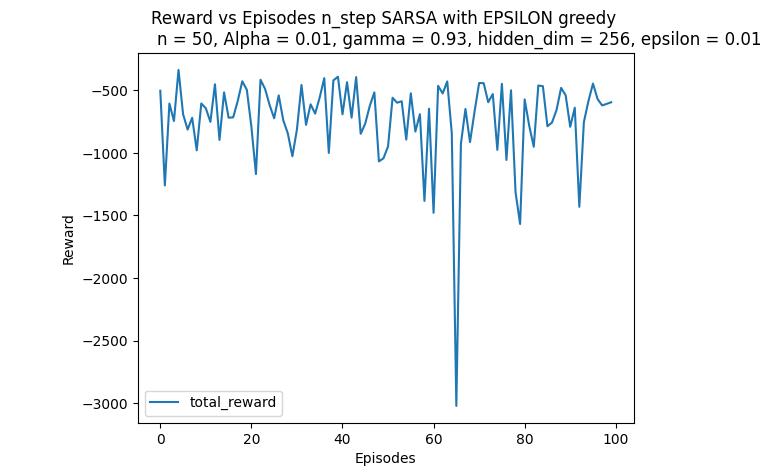 Reward vs Episodes n_step SARSA with EPSILON greedy
n = 50, Alpha = 0.01, gamma = 0.93, hidden_dim = 256, epsilon = 0.01
−500
−1000
−1500
−2000
−2500
−3000
Reward
total_reward
0 20 40 60 80 100
Episodes